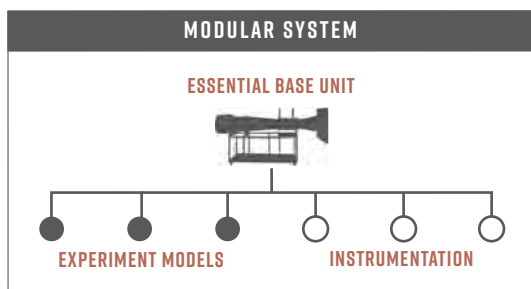 MODULAR SYSTEM
ESSENTIAL BASE UNIT
EXPERIMENT MODELS
INSTRUMENTATION